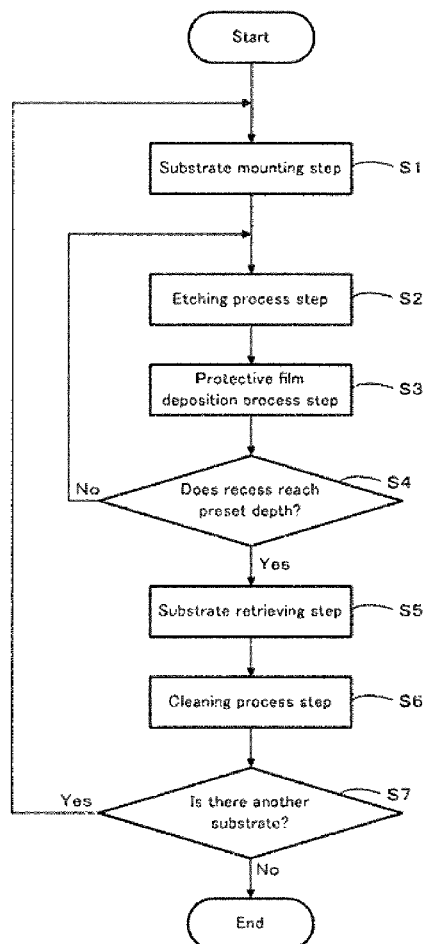 Start
Substrate mounting step
S1
Etching process step
S2
Protective film
deposition process step
S3
Does recess reach
preset depth?
S4
No
Yes
Substrate retrieving step
S5
Cleaning process step
S6
Is there another
substrate?
S7
Yes
No
End